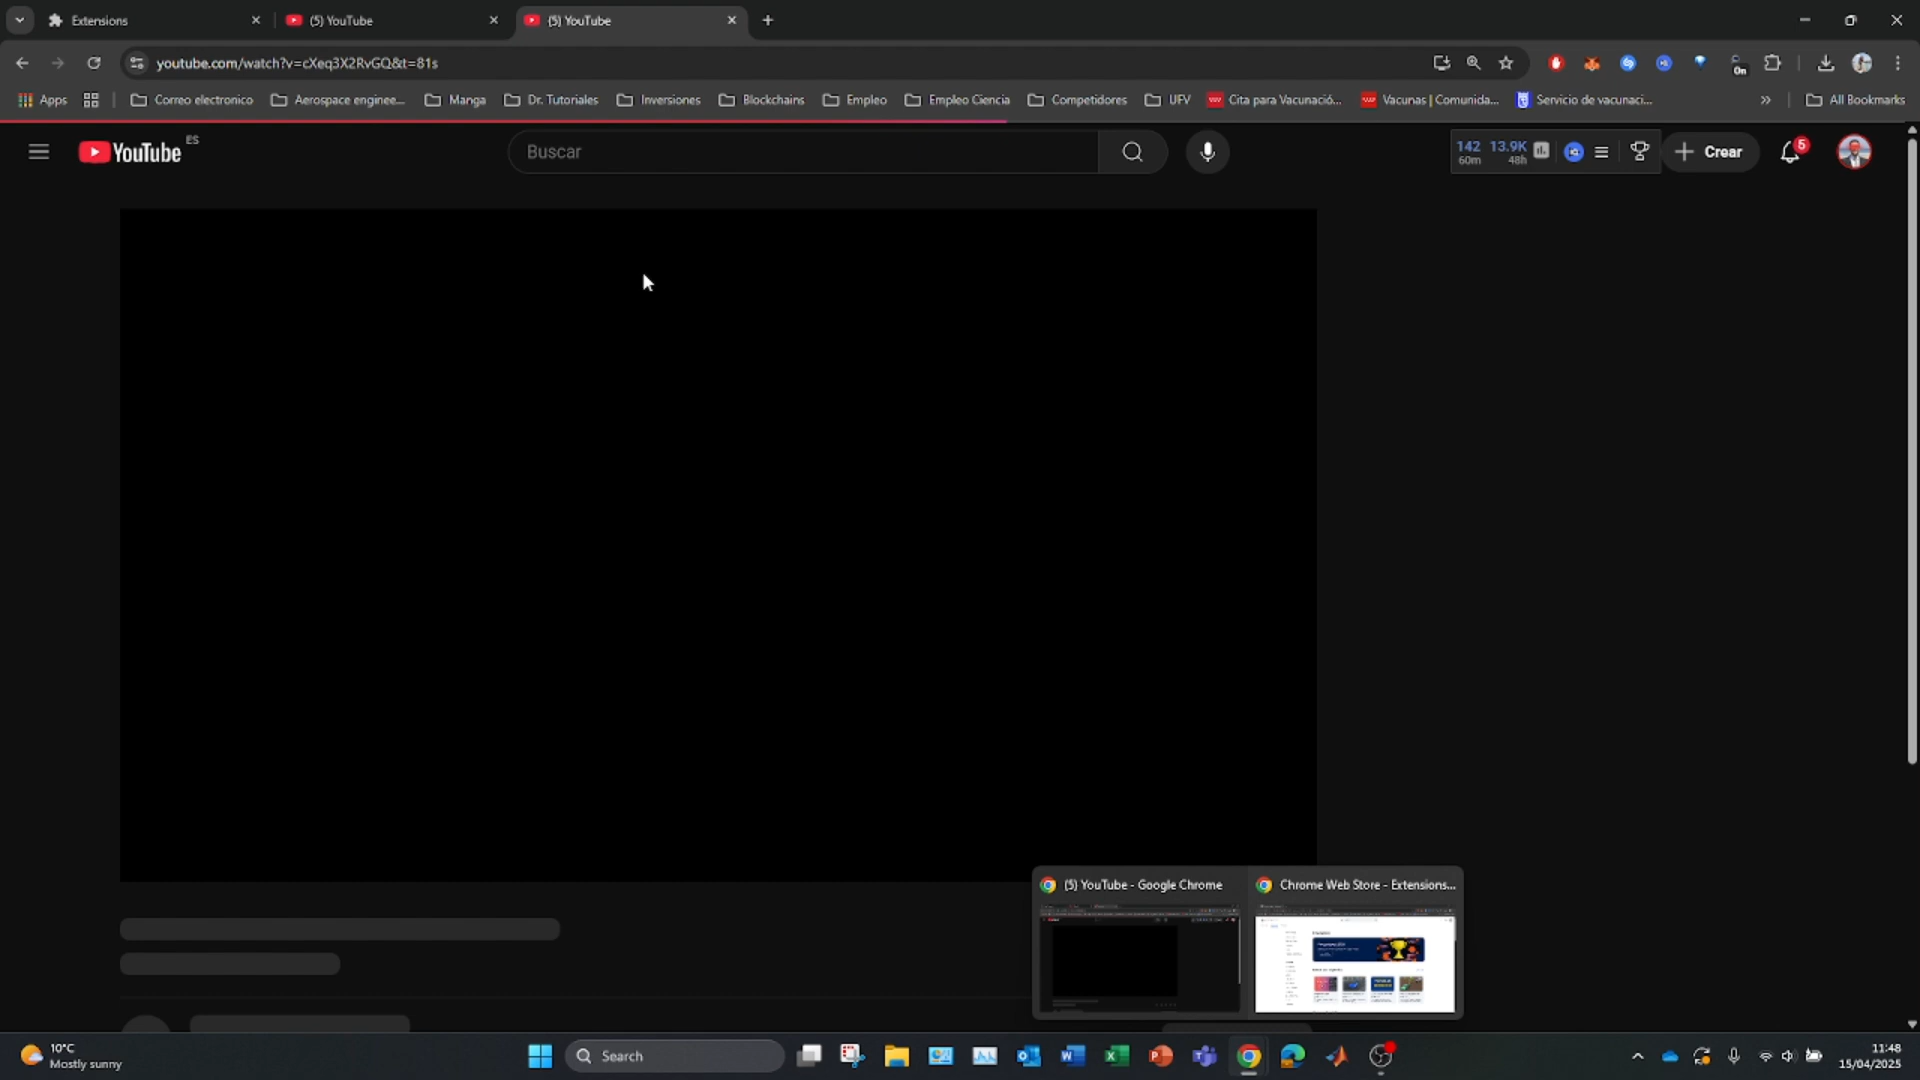 Extensions
(5) YouTube
(5) YouTube
youtube.com/watch?v=cXeq3X2RvGQ&t=81s
On
Apps
Correo electronico
Aerospace enginee...
Manga
Dr. Tutoriales
Inversiones
Blockchains
Empleo
Empleo Ciencia
Competidores
UFV
Cita para Vacunació...
Vacunas | Comunida...
Servicio de vacunaci...
»
All Bookmarks
YouTube ES
Buscar
142 13.9K
60m 48h
Crear
5
(5) YouTube - Google Chrome
Chrome Web Store - Extensions...
10°C
Mostly sunny
Search
11:48
15/04/2025